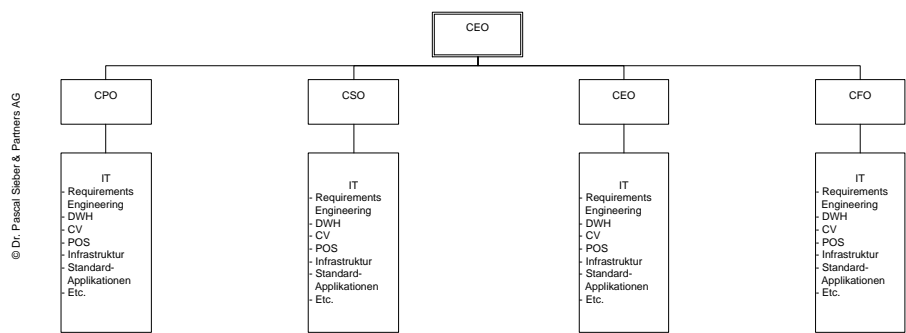 CEO
CPO
CSO
CEO
CFO
IT
- Requirements
Engineering
- DWH
- CV
- POS
- Infrastruktur
- Standard-
Applikationen
- Etc.
IT
- Requirements
Engineering
- DWH
- CV
- POS
- Infrastruktur
- Standard-
Applikationen
- Etc.
IT
- Requirements
Engineering
- DWH
- CV
- POS
- Infrastruktur
- Standard-
Applikationen
- Etc.
IT
- Requirements
Engineering
- DWH
- CV
- POS
- Infrastruktur
- Standard-
Applikationen
- Etc.
© Dr. Pascal Sieber & Partners AG